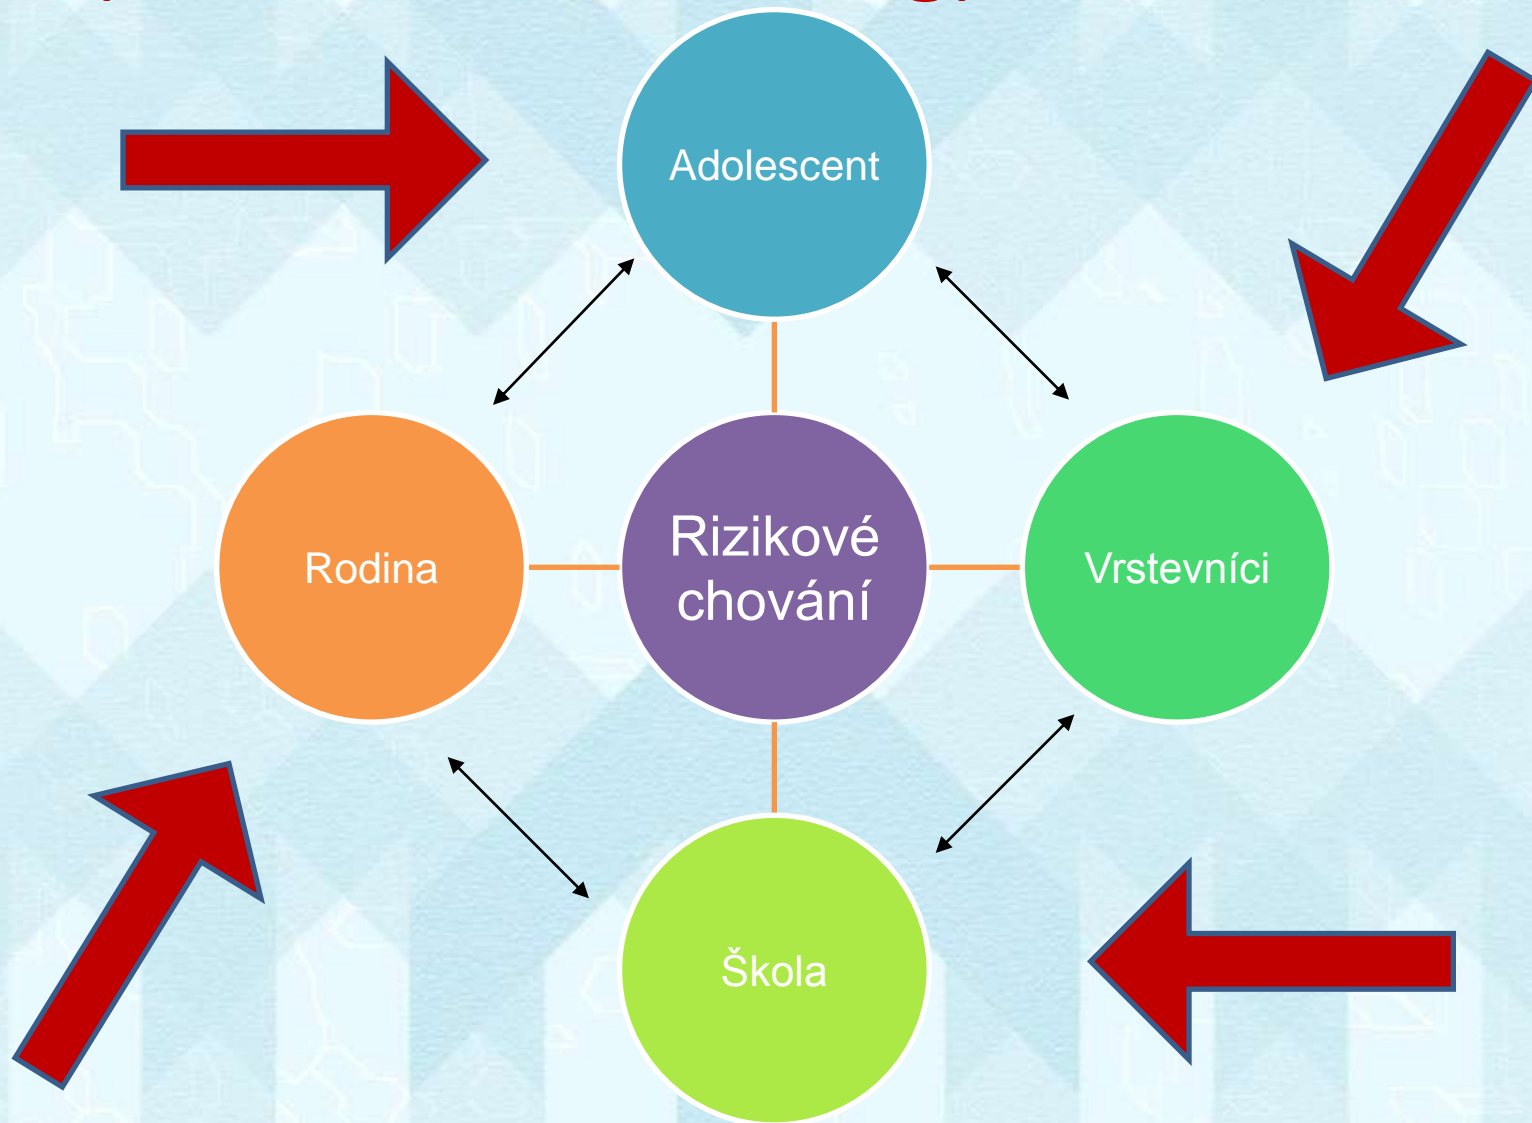 Adolescent
Rodina
Rizikové
chování
Vrstevníci
Škola